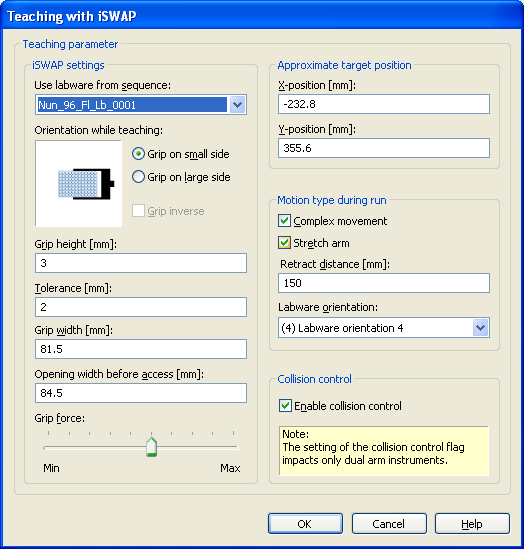 Teaching with iSWAP
Teaching parameter
iSWAP settings
Use labware from sequence:
Nun_96_Fl_Lb_0001
Orientation while teaching:
Grip on small side
Grip on large side
Grip inverse
Grip height [mm]:
3
Tolerance [mm]:
2
Grip width [mm]:
81.5
Opening width before access [mm]:
84.5
Grip force:
Min Max
Approximate target position
X-position [mm]:
-232.8
Y-position [mm]:
355.6
Motion type during run
Complex movement
Stretch arm
Retract distance [mm]:
150
Labware orientation:
(4) Labware orientation 4
Collision control
Enable collision control
Note:
The setting of the collision control flag
impacts only dual arm instruments.
OK Cancel Help